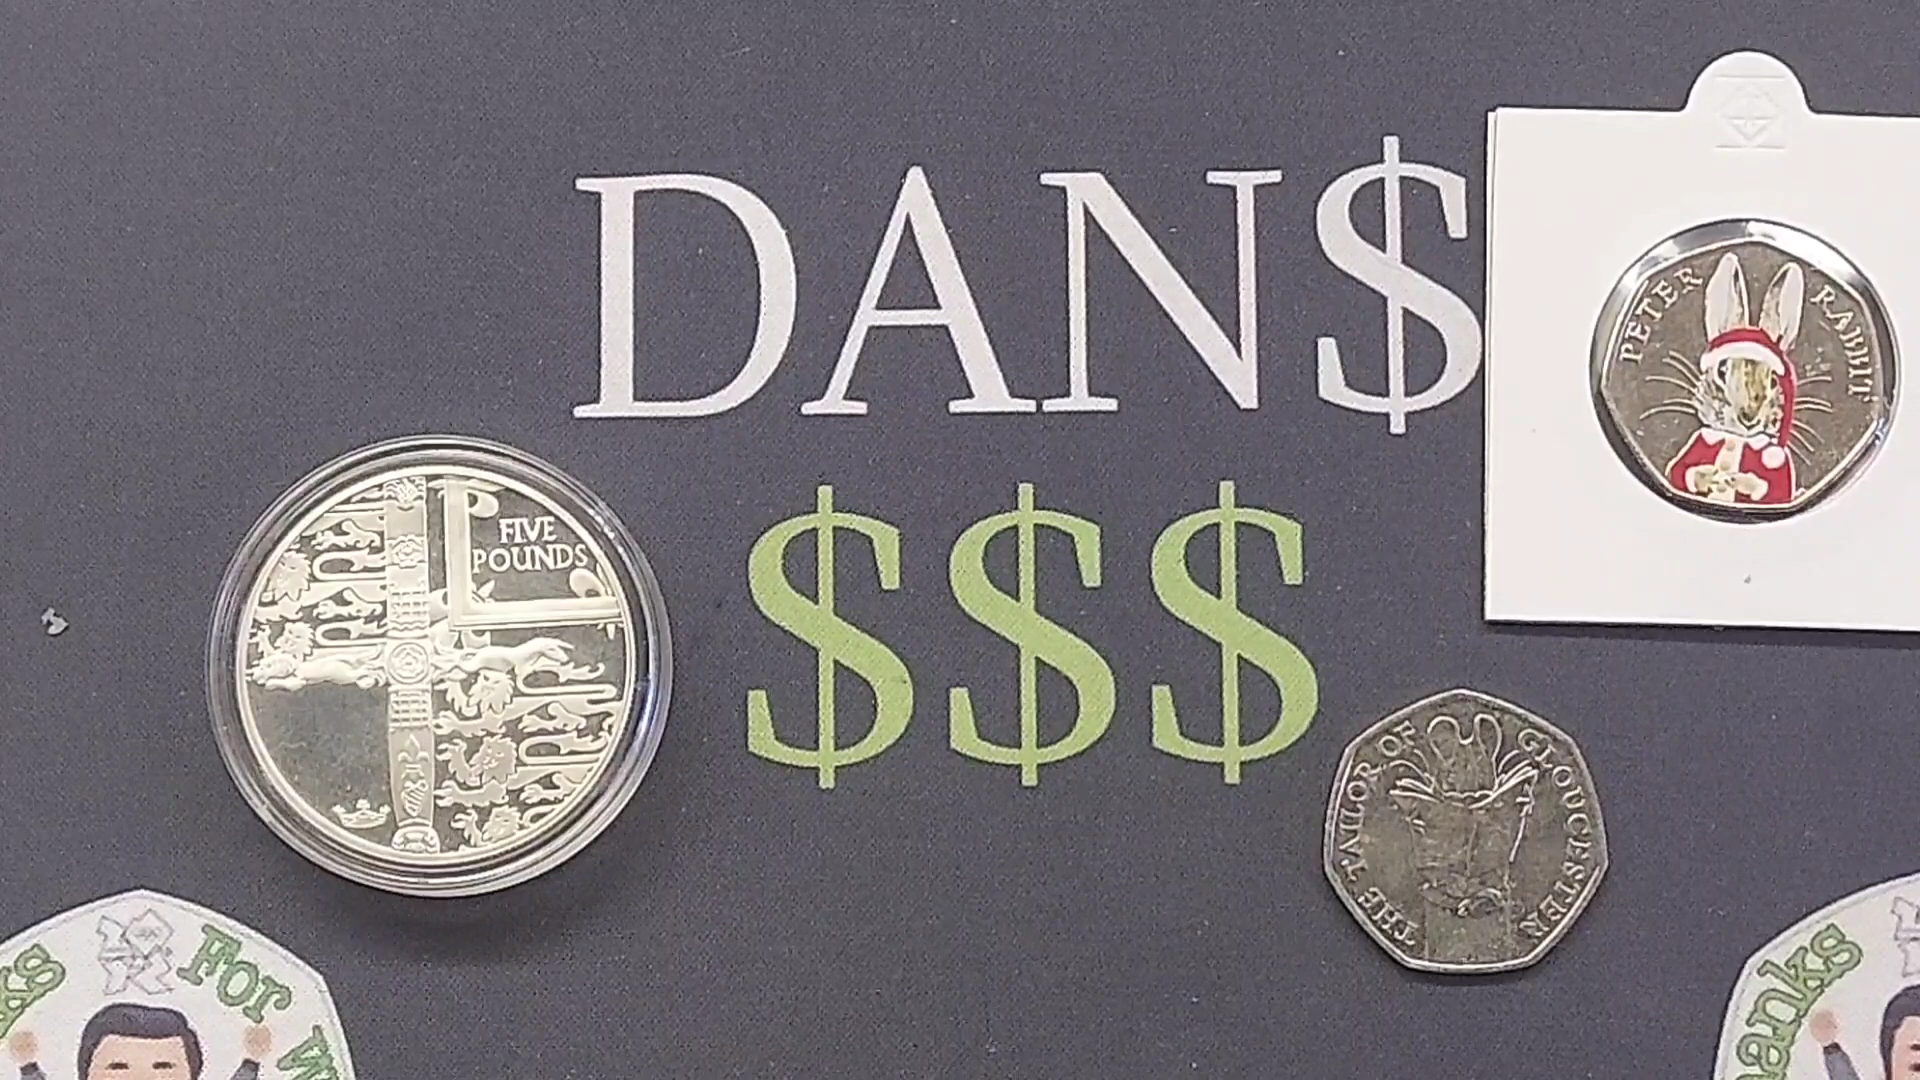 DAN$
$$$
PETER RABBIT
FIVE
POUNDS
THE TAILOR OF GLOUCESTER
For
anks